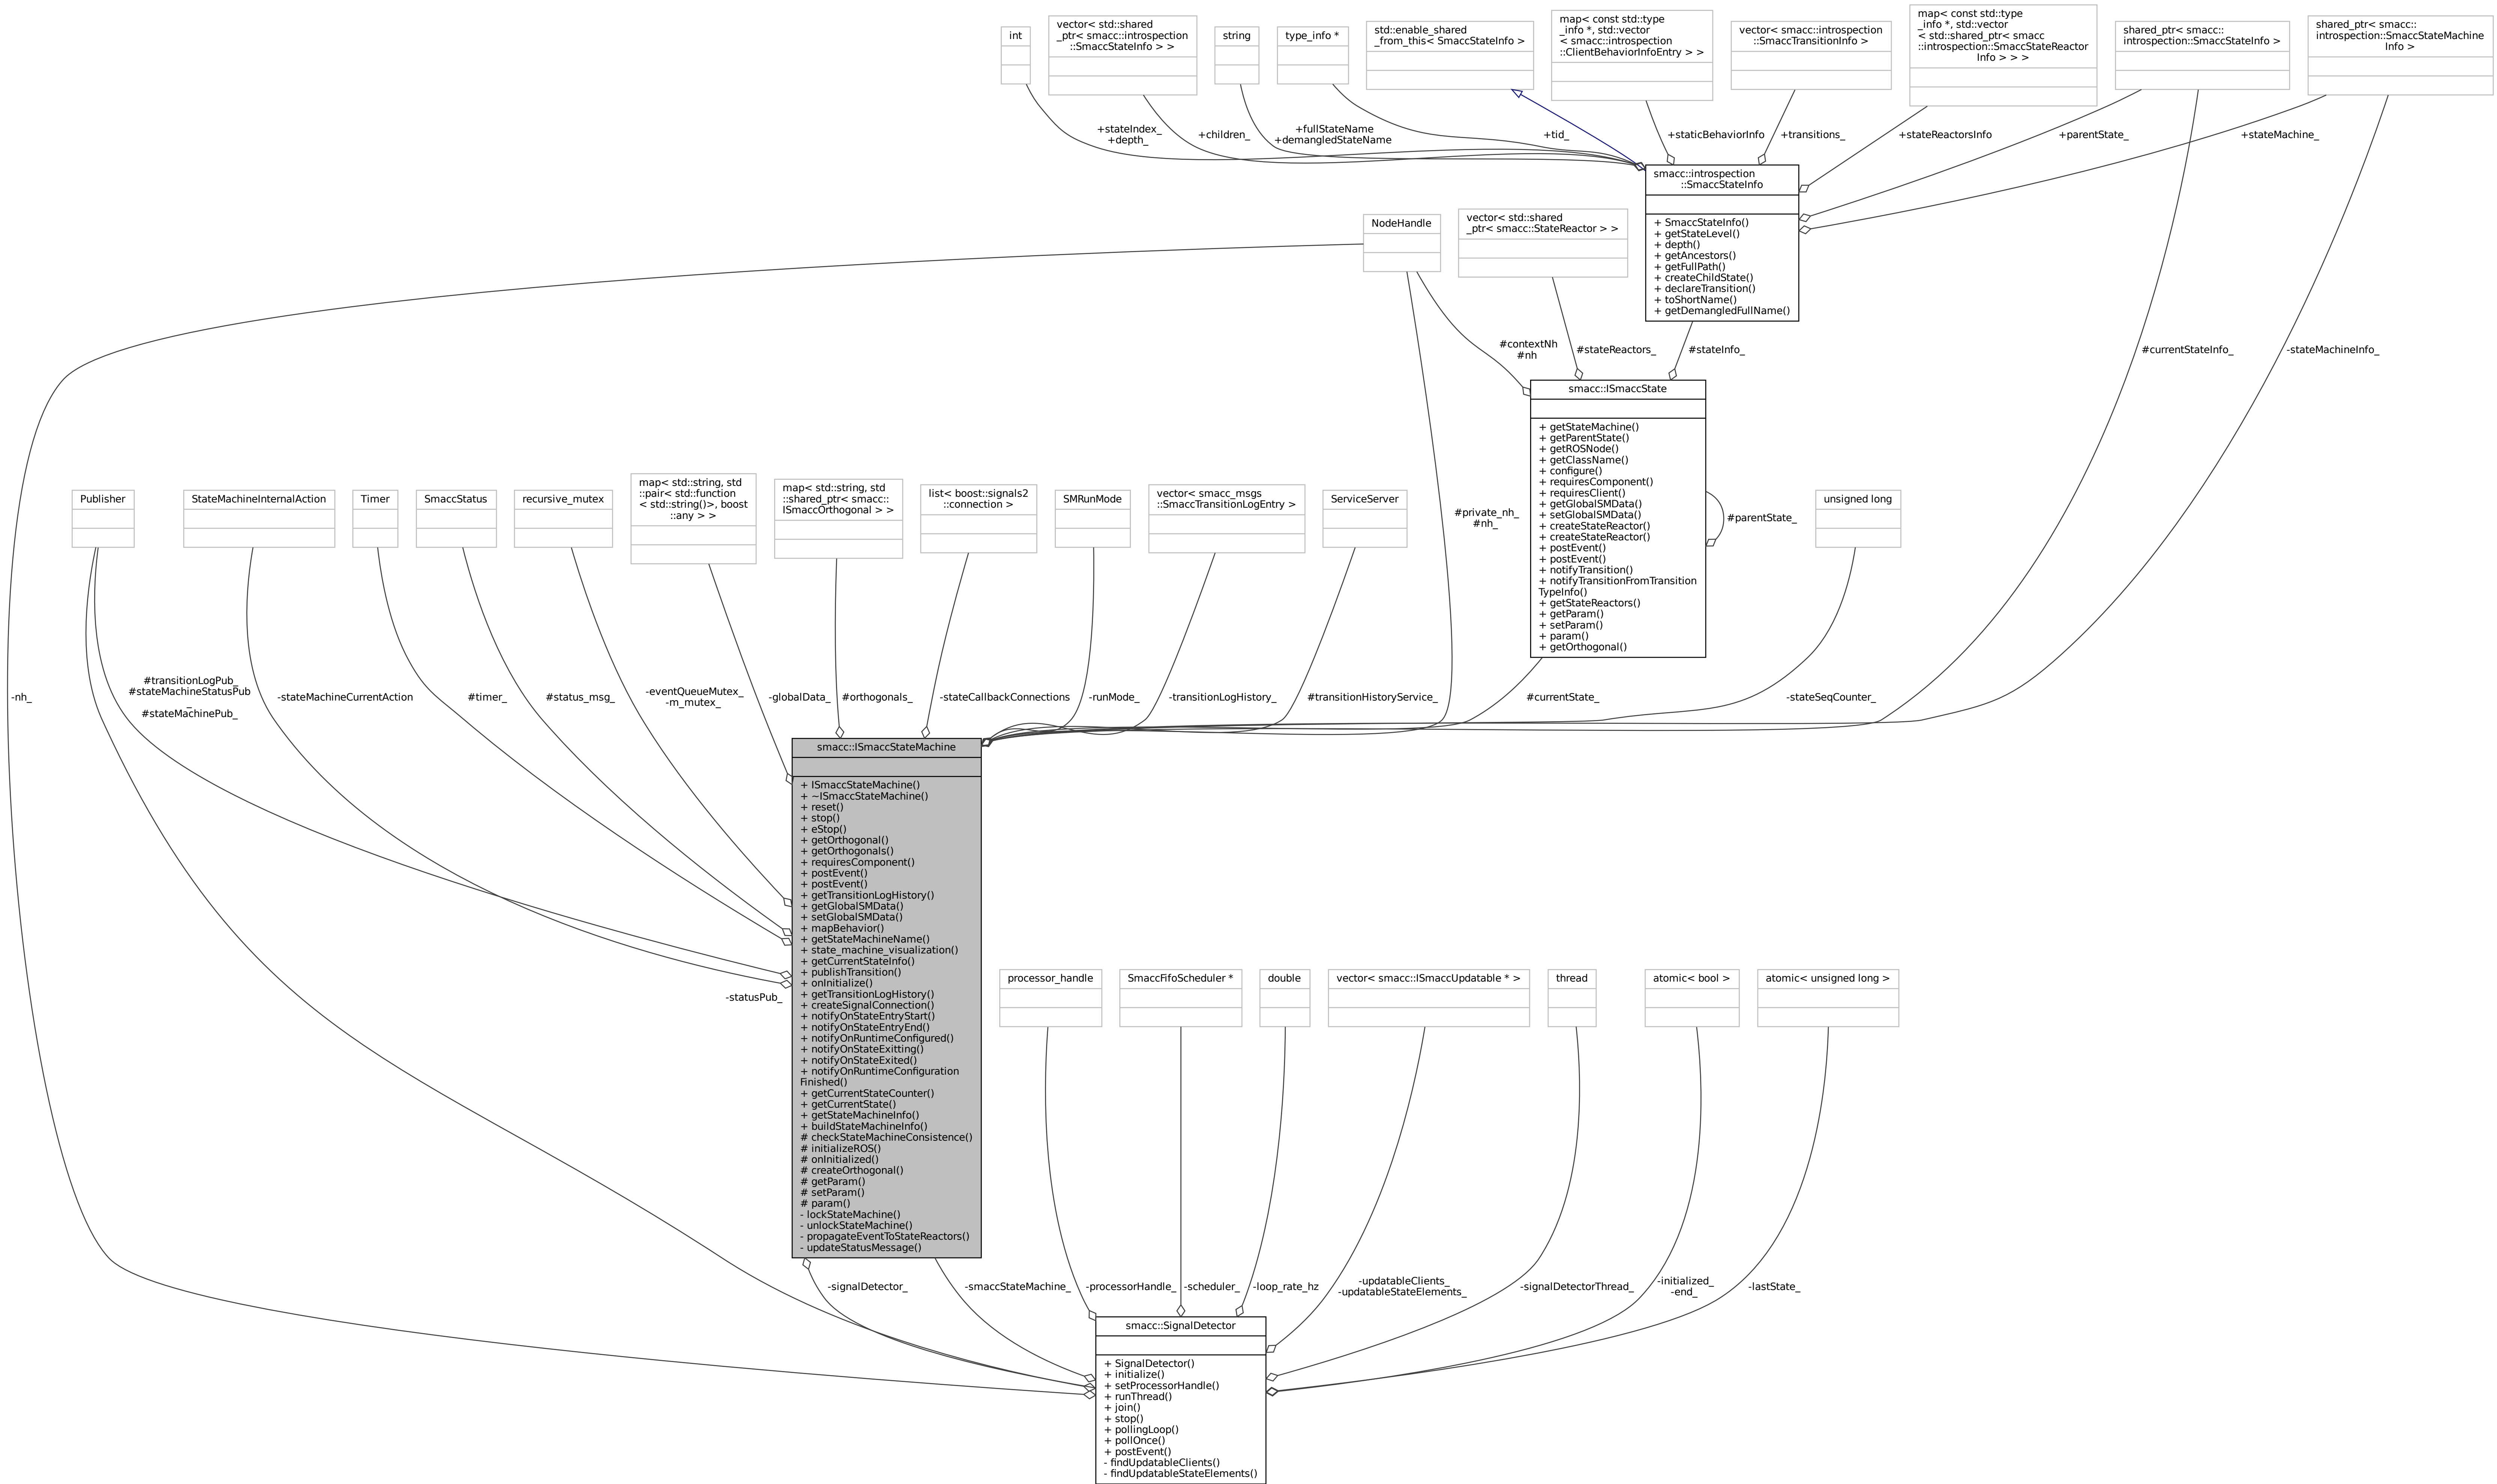 int
vector< std::shared
_ptr< smacc::introspection
::SmaccStateInfo > >
string
type_info *
std::enable_shared
_from_this< SmaccStateInfo >
map< const std::type
_info *, std::vector
< smacc::introspection
::ClientBehaviorInfoEntry > >
vector< smacc::introspection
::SmaccTransitionInfo >
map< const std::type
_info *, std::vector
< std::shared_ptr< smacc
::introspection::SmaccStateReactor
Info > > >
shared_ptr< smacc::
introspection::SmaccStateInfo >
shared_ptr< smacc::
introspection::SmaccStateMachine
Info >
+stateIndex_
+depth_
+children_
+fullStateName
+demangledStateName
+tid_
+staticBehaviorInfo
+transitions_
+stateReactorsInfo
+parentState_
+stateMachine_
smacc::introspection
::SmaccStateInfo
+ SmaccStateInfo()
+ getStateLevel()
+ depth()
+ getAncestors()
+ getFullPath()
+ createChildState()
+ declareTransition()
+ toShortName()
+ getDemangledFullName()
NodeHandle
vector< std::shared
_ptr< smacc::StateReactor > >
#contextNh
#nh
#stateReactors_
#stateInfo_
#currentStateInfo_
-stateMachineInfo_
smacc::ISmaccState
+ getStateMachine()
+ getParentState()
+ getROSNode()
+ getClassName()
+ configure()
+ requiresComponent()
+ requiresClient()
+ getGlobalSMData()
+ setGlobalSMData()
+ createStateReactor()
+ createStateReactor()
+ postEvent()
+ postEvent()
+ notifyTransition()
+ notifyTransitionFromTransition
TypeInfo()
+ getStateReactors()
+ getParam()
+ setParam()
+ param()
+ getOrthogonal()
#parentState_
#private_nh_
#nh_
Publisher
StateMachineInternalAction
Timer
SmaccStatus
recursive_mutex
map< std::string, std
::pair< std::function
< std::string()>, boost
::any > >
map< std::string, std
::shared_ptr< smacc::
ISmaccOrthogonal > >
list< boost::signals2
::connection >
SMRunMode
vector< smacc_msgs
::SmaccTransitionLogEntry >
ServiceServer
unsigned long
-nh_
#transitionLogPub_
#stateMachineStatusPub
_
#stateMachinePub_
-stateMachineCurrentAction
#timer_
#status_msg_
-eventQueueMutex_
-m_mutex_
-globalData_
#orthogonals_
-stateCallbackConnections
-runMode_
-transitionLogHistory_
#transitionHistoryService_
#currentState_
-stateSeqCounter_
smacc::ISmaccStateMachine
+ ISmaccStateMachine()
+ ~ISmaccStateMachine()
+ reset()
+ stop()
+ eStop()
+ getOrthogonal()
+ getOrthogonals()
+ requiresComponent()
+ postEvent()
+ postEvent()
+ getTransitionLogHistory()
+ getGlobalSMData()
+ setGlobalSMData()
+ mapBehavior()
+ getStateMachineName()
+ state_machine_visualization()
+ getCurrentStateInfo()
+ publishTransition()
+ onInitialize()
+ getTransitionLogHistory()
+ createSignalConnection()
+ notifyOnStateEntryStart()
+ notifyOnStateEntryEnd()
+ notifyOnRuntimeConfigured()
+ notifyOnStateExitting()
+ notifyOnStateExited()
+ notifyOnRuntimeConfiguration
Finished()
+ getCurrentStateCounter()
+ getCurrentState()
+ getStateMachineInfo()
+ buildStateMachineInfo()
# checkStateMachineConsistence()
# initializeROS()
# onInitialized()
# createOrthogonal()
# getParam()
# setParam()
# param()
- lockStateMachine()
- unlockStateMachine()
- propagateEventToStateReactors()
- updateStatusMessage()
-statusPub_
processor_handle
SmaccFifoScheduler *
double
vector< smacc::ISmaccUpdatable * >
thread
atomic< bool >
atomic< unsigned long >
-signalDetector_
-smaccStateMachine_
-processorHandle_
-scheduler_
-loop_rate_hz
-updatableClients_
-updatableStateElements_
-signalDetectorThread_
-initialized_
-end_
-lastState_
smacc::SignalDetector
+ SignalDetector()
+ initialize()
+ setProcessorHandle()
+ runThread()
+ join()
+ stop()
+ pollingLoop()
+ pollOnce()
+ postEvent()
- findUpdatableClients()
- findUpdatableStateElements()